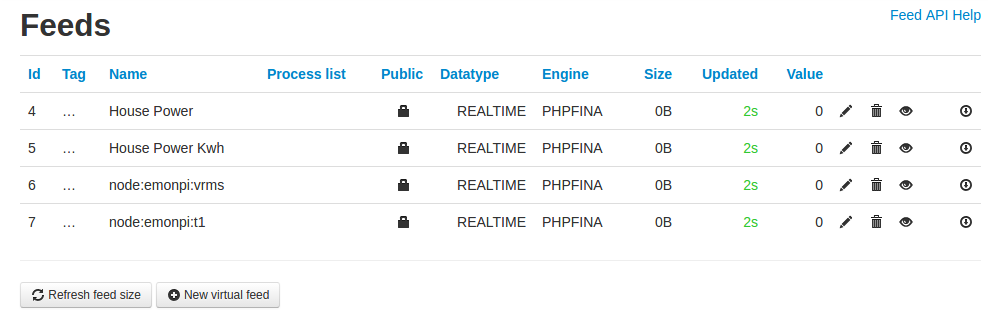 Feeds
Feed API Help
Id Tag Name Process list Public Datatype Engine Size Updated Value
4 ... House Power REALTIME PHPFINA 0B 2s 0
5 ... House Power Kwh REALTIME PHPFINA 0B 2s 0
6 ... node:emonpi:vrms REALTIME PHPFINA 0B 2s 0
7 ... node:emonpi:t1 REALTIME PHPFINA 0B 2s 0
Refresh feed size New virtual feed